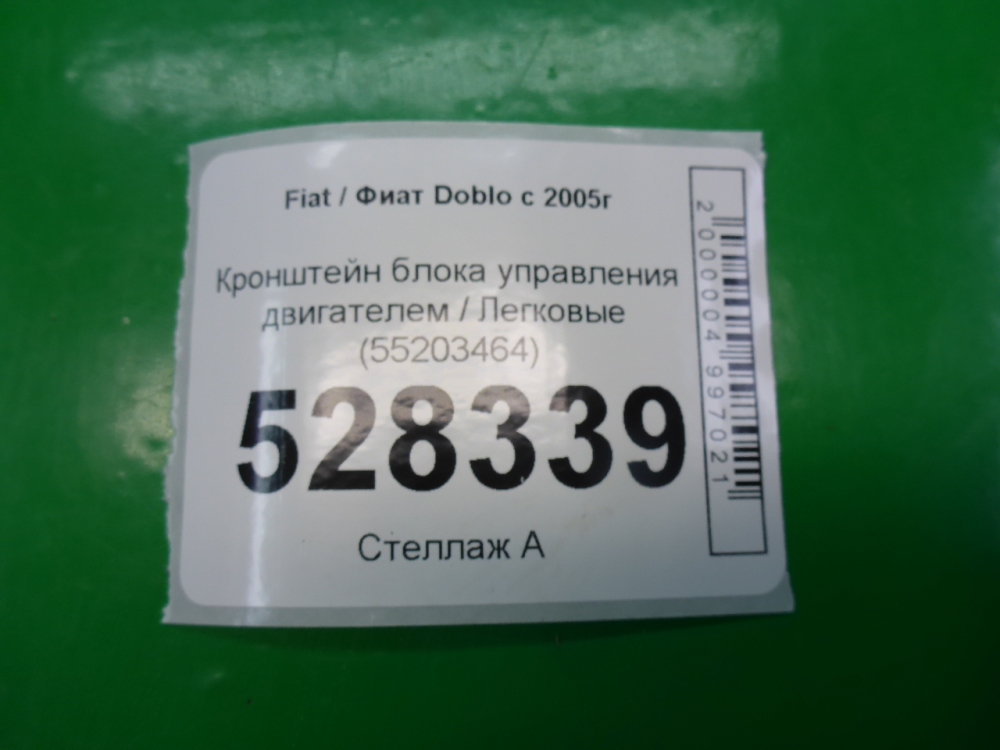 Fiat / Фиат Doblo с 2005г
Кронштейн блока управления
двигателем / Легковые
(55203464)
528339
Стеллаж А
2000004997021